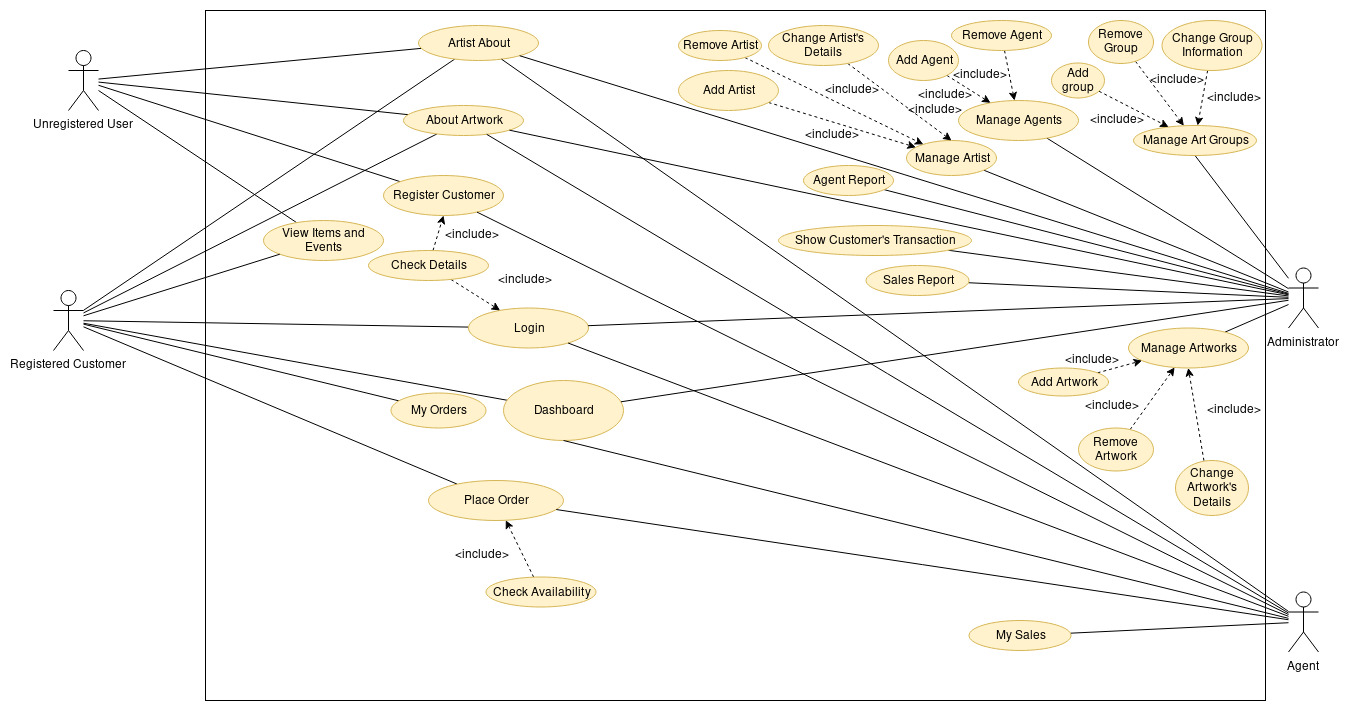 Artist About
Remove Artist
Change Artist's
Details
Remove Agent
Add Agent
Remove
Group
Change Group
Information
<include>
Add
group
<include>
Add Artist
<include>
<include>
<include>
<include>
<include>
<include>
Unregistered User
About Artwork
Manage Agents
<include>
Manage Art Groups
Manage Artist
Agent Report
Register Customer
View Items and
Events
<include>
Show Customer's Transaction
Check Details
<include>
Sales Report
Login
Administrator
Registered Customer
Manage Artworks
<include>
Add Artwork
<include>
<include>
My Orders
Dashboard
Remove
Artwork
Change
Artwork's
Details
Place Order
<include>
Check Availability
My Sales
Agent